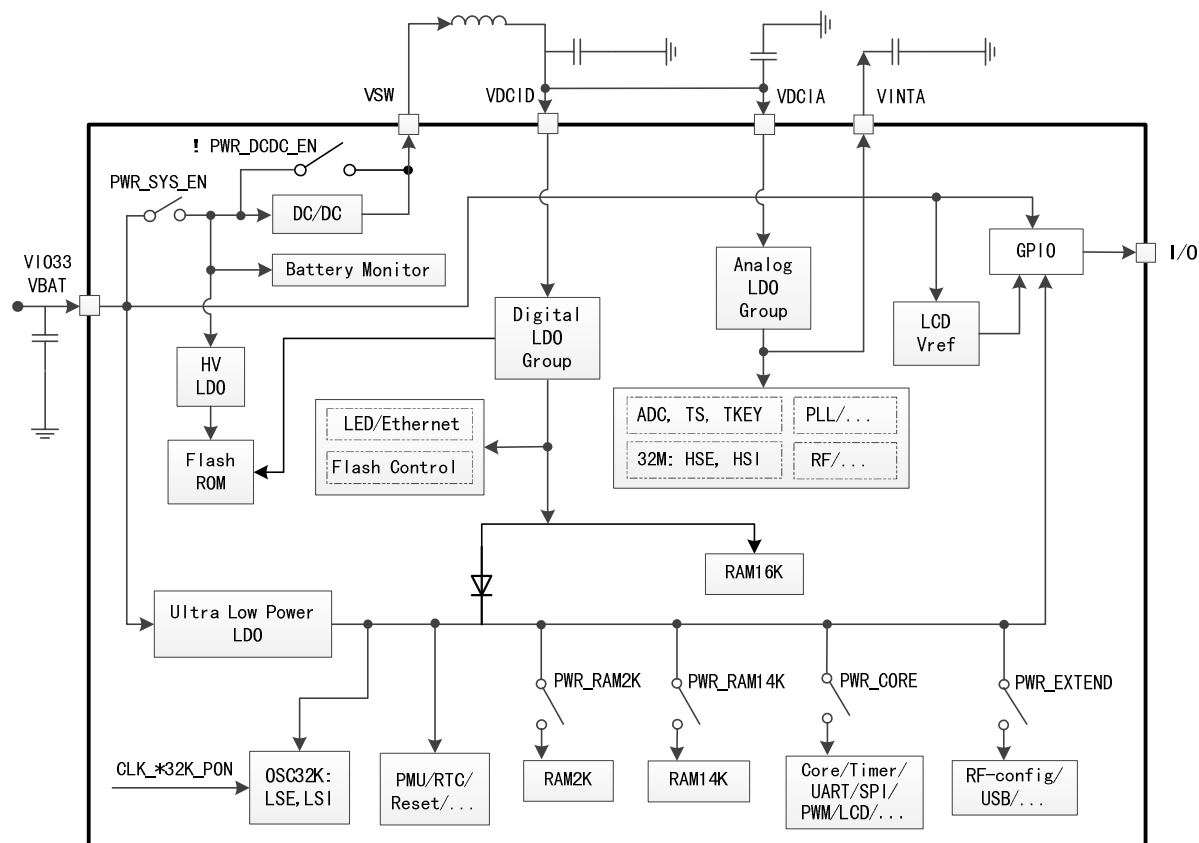 VSW
VDCID
VDCIA
VINTA
! PWR_DCDC_EN
PWR_SYS_EN
DC/DC
VIO33
VBAT
Battery Monitor
HV
LDO
Flash
ROM
Digital
LDO
Group
Analog
LDO
Group
GPIO
I/O
LCD
Vref
LED/Ethernet
Flash Control
ADC, TS, TKEY
PLL/...
32M: HSE, HSI
RF/...
RAM16K
Ultra Low Power
LDO
PWR_RAM2K
PWR_RAM14K
PWR_CORE
PWR_EXTEND
CLK_*32K_PON
OSC32K:
LSE,LSI
PMU/RTC/
Reset/...
RAM2K
RAM14K
Core/Timer/
UART/SPI/
PWM/LCD/...
RF-config/
USB/...